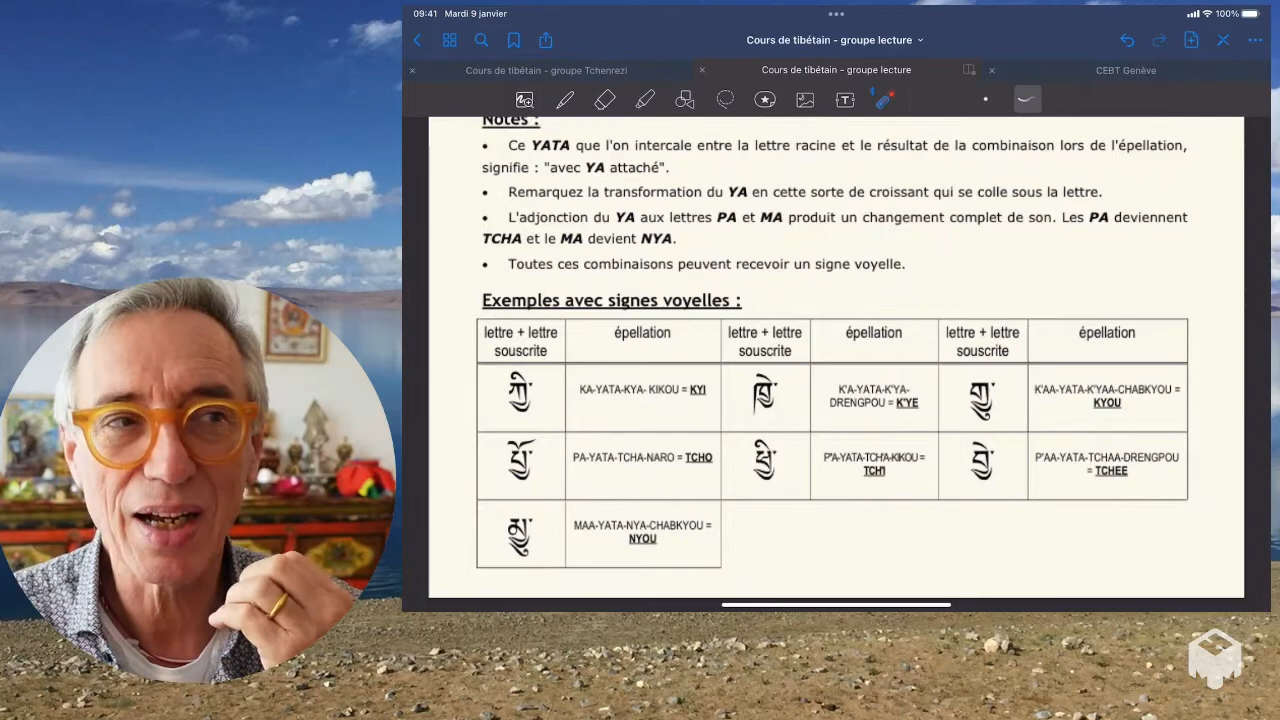 09:41 Mardi 9 janvier
100%
Cours de tibétain - groupe lecture
Cours de tibétain - groupe Tchenrezi
Cours de tibétain - groupe lecture
CEBT Genève
Notes :
• Ce YATA que l'on intercale entre la lettre racine et le résultat de la combinaison lors de l'épellation,
signifie : "avec YA attaché".
• Remarquez la transformation du YA en cette sorte de croissant qui se colle sous la lettre.
• L'adjonction du YA aux lettres PA et MA produit un changement complet de son. Les PA deviennent
TCHA et le MA devient NYA.
• Toutes ces combinaisons peuvent recevoir un signe voyelle.
Exemples avec signes voyelles :
lettre + lettre
souscrite
épellation
lettre + lettre
souscrite
épellation
lettre + lettre
souscrite
épellation
ཀྱི་
KA-YATA-KYA- KIKOU = KYI
ཁྱེ་
K'A-YATA-K'YA-
DRENGPOU = K'YE
གྱུ་
K'AA-YATA-K'YAA-CHABKYOU =
KYOU
པྱོ་
PA-YATA-TCHA-NARO = TCHO
ཕྱི་
P'A-YATA-TCH'A-KIKOU =
TCH'I
བྱེ་
P'AA-YATA-TCHAA-DRENGPOU
= TCHEE
མྱུ་
MAA-YATA-NYA-CHABKYOU =
NYOU